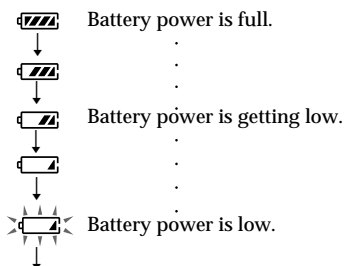 Battery power is full.
Battery power is getting low.
Battery power is low.